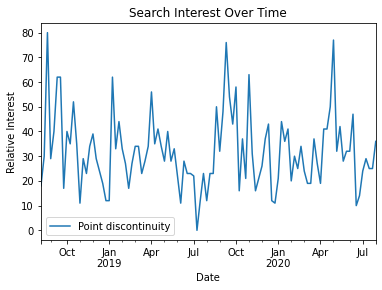 Search Interest Over Time
Relative Interest
80
70
60
50
40
30
20
10
0
Point discontinuity
Oct Jan Apr Jul Oct Jan Apr Jul
2019 2020
Date